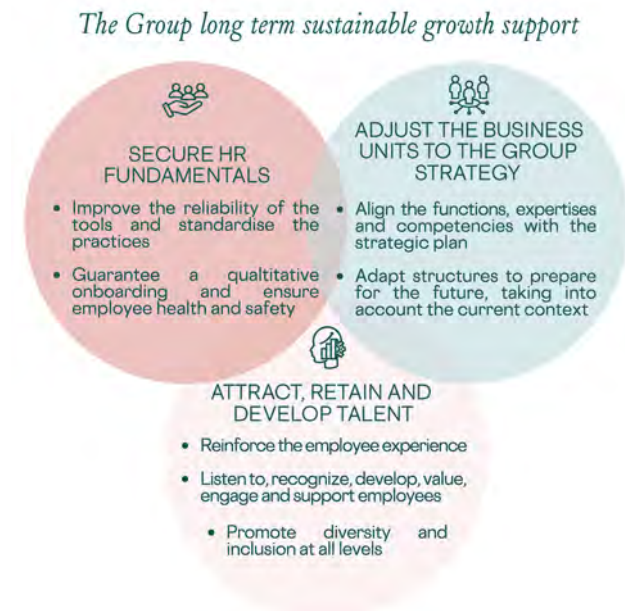 The Group long term sustainable growth support
SECURE HR
FUNDAMENTALS
• Improve the reliability of the
tools and standardise the
practices
• Guarantee a qualtitative
onboarding and ensure
employee health and safety
ADJUST THE BUSINESS
UNITS TO THE GROUP
STRATEGY
• Align the functions, expertises
and competencies with the
strategic plan
• Adapt structures to prepare
for the future, taking into
account the current context
ATTRACT, RETAIN AND
DEVELOP TALENT
• Reinforce the employee experience
• Listen to, recognize, develop, value,
engage and support employees
• Promote diversity and
inclusion at all levels